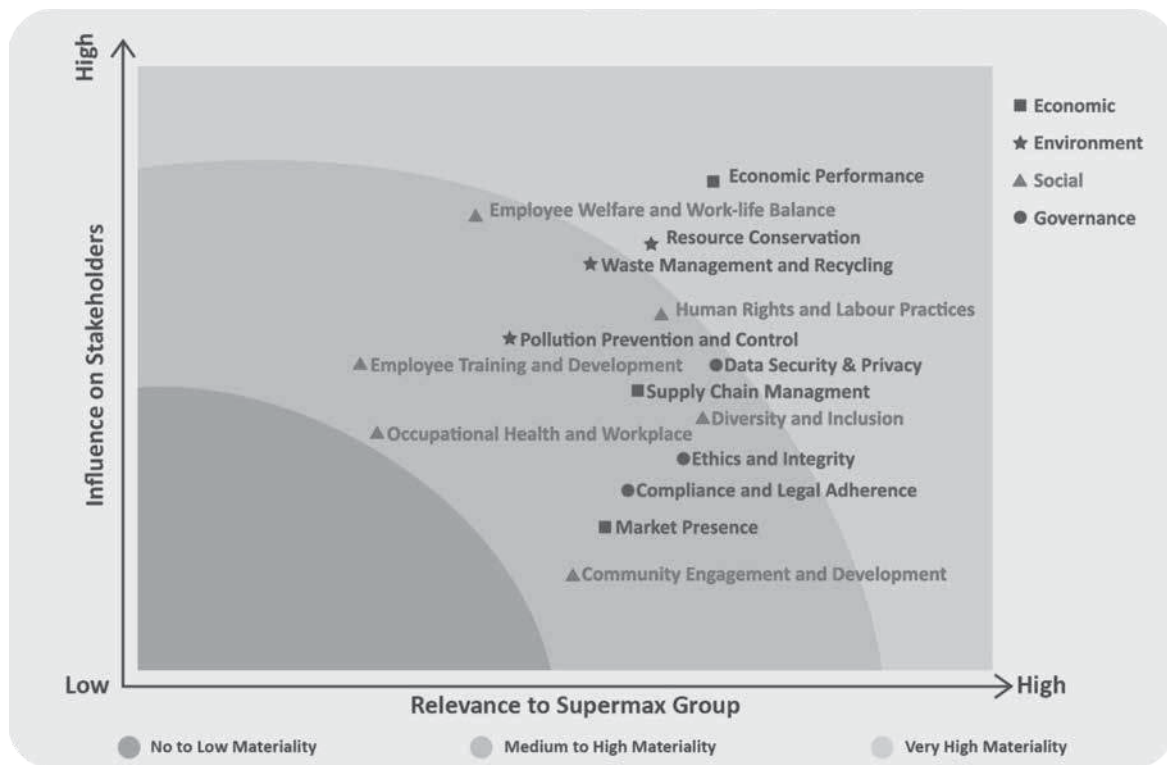 High
Influence on Stakeholders
Economic
Environment
Social
Governance
Economic Performance
Employee Welfare and Work-life Balance
Resource Conservation
Waste Management and Recycling
Human Rights and Labour Practices
Pollution Prevention and Control
Employee Training and Development
Data Security & Privacy
Supply Chain Managment
Diversity and Inclusion
Occupational Health and Workplace
Ethics and Integrity
Compliance and Legal Adherence
Market Presence
Community Engagement and Development
Low
High
Relevance to Supermax Group
No to Low Materiality
Medium to High Materiality
Very High Materiality